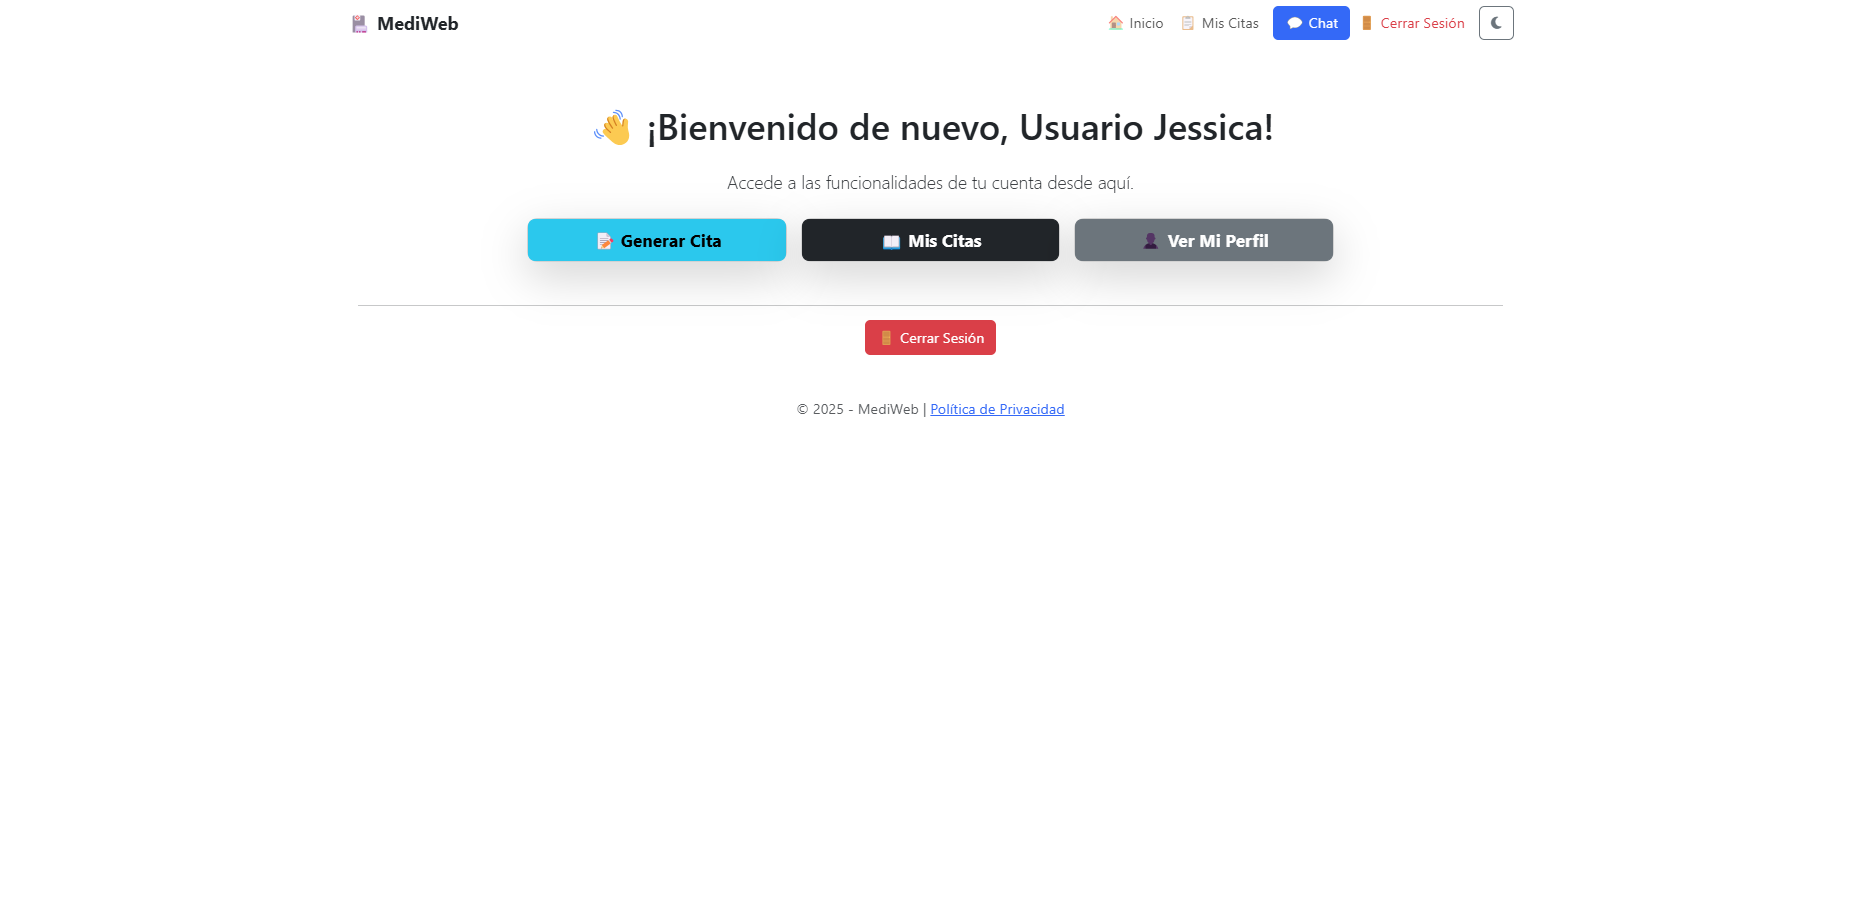 MediWeb
Inicio Mis Citas Chat Cerrar Sesión
¡Bienvenido de nuevo, Usuario Jessica!
Accede a las funcionalidades de tu cuenta desde aquí.
Generar Cita Mis Citas Ver Mi Perfil
Cerrar Sesión
© 2025 - MediWeb | Política de Privacidad